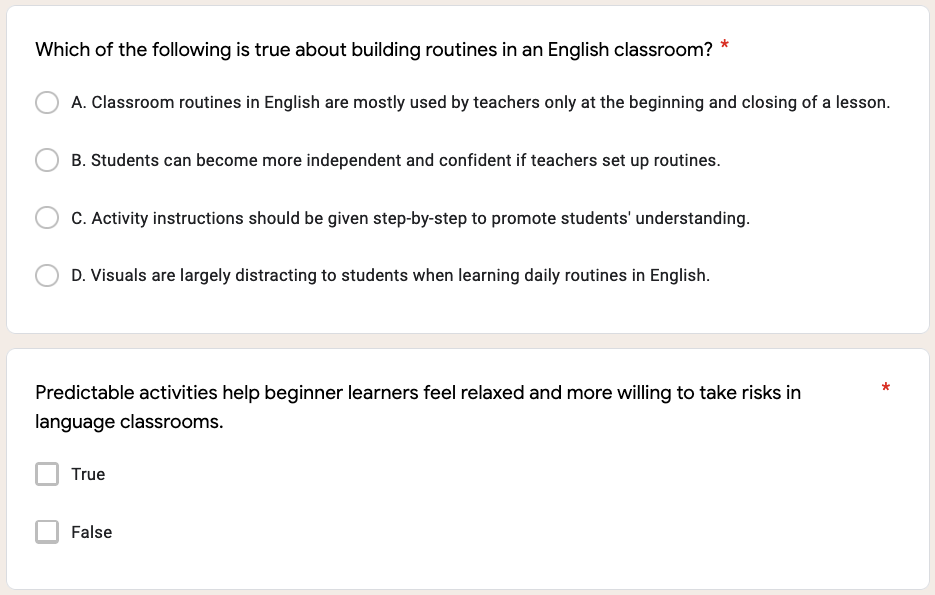 Which of the following is true about building routines in an English classroom? *
A. Classroom routines in English are mostly used by teachers only at the beginning and closing of a lesson.
B. Students can become more independent and confident if teachers set up routines.
C. Activity instructions should be given step-by-step to promote students' understanding.
D. Visuals are largely distracting to students when learning daily routines in English.
Predictable activities help beginner learners feel relaxed and more willing to take risks in *
language classrooms.
True
False